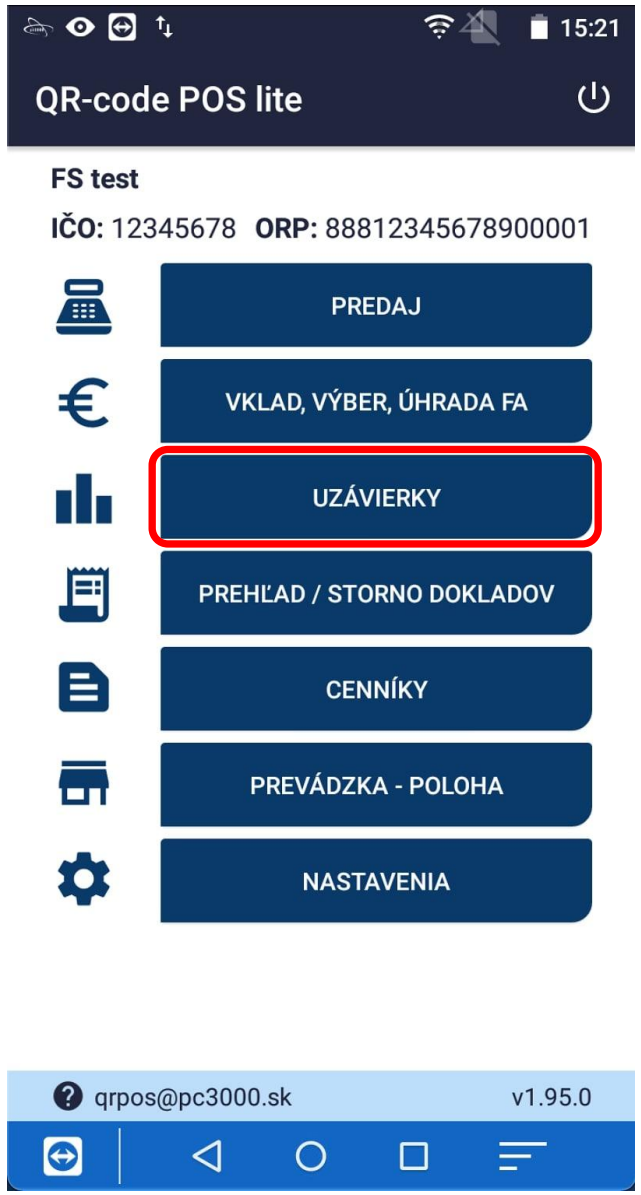 15:21
QR-code POS lite
FS test
IČO: 12345678 ORP: 88812345678900001
PREDAJ
VKLAD, VÝBER, ÚHRADA FA
UZÁVIERKY
PREHĽAD / STORNO DOKLADOV
CENNÍKY
PREVÁDZKA - POLOHA
NASTAVENIA
qrpos@pc3000.sk v1.95.0